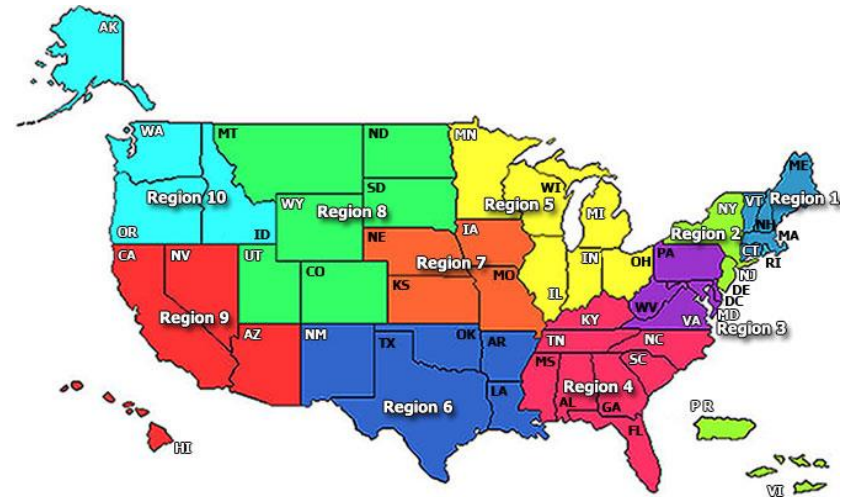 AK
WA
MT
ND
MN
ME
OR
ID
Region 10
WY
SD
Region 8
WI
Region 5
MI
NY
VT
NH
Region 1
MA
CT
RI
Region 2
CA
NV
UT
CO
NE
IA
Region 7
KS
MO
IL
IN
OH
PA
NJ
DE
DC
MD
WV
VA
Region 3
Region 9
AZ
NM
TX
OK
AR
LA
Region 6
KY
TN
NC
SC
MS
AL
GA
FL
Region 4
HI
PR
VI